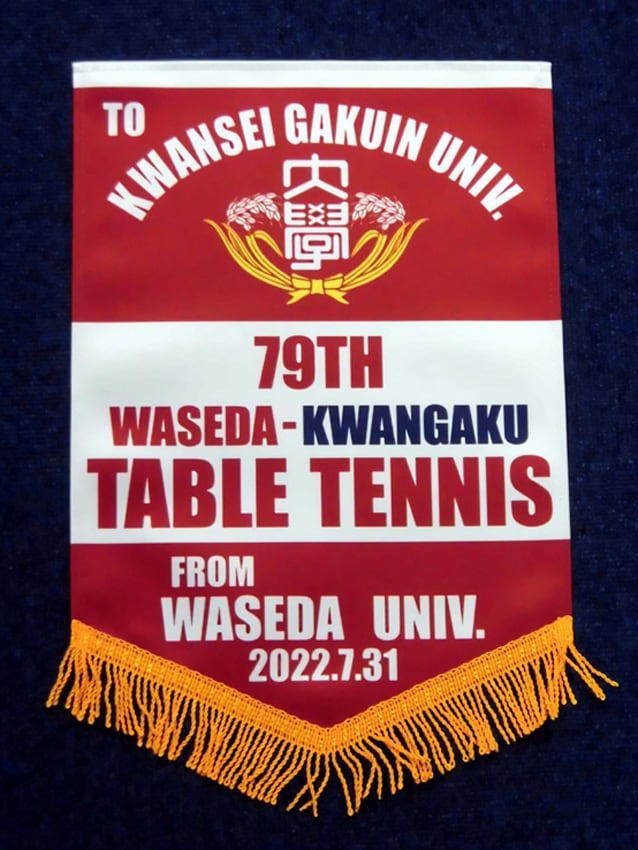 TO
KWANSEI GAKUIN UNIV.
大學
79TH
WASEDA-KWANGAKU
TABLE TENNIS
FROM
WASEDA UNIV.
2022.7.31